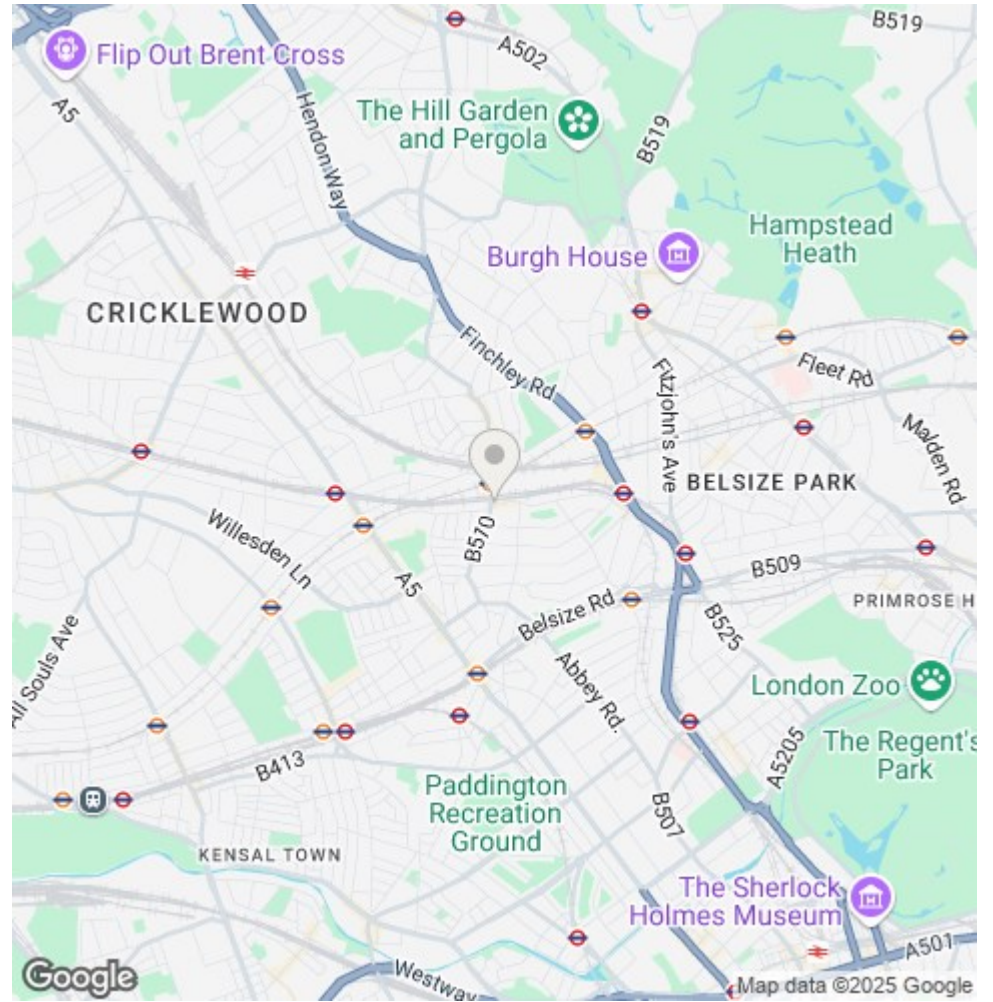 B519
A502
Flip Out Brent Cross
A5
The Hill Garden
and Pergola
Hendon Way
B519
Hampstead
Heath
Burgh House
CRICKLEWOOD
Finchley Rd
Fitzjohn's Ave
Fleet Rd
Malden Rd
BELSIZE PARK
Willesden Ln
B510
A5
B509
PRIMROSE H
Belsize Rd
B525
All Souls Ave
Abbey Rd.
London Zoo
The Regent's
Park
A5205
B413
Paddington
Recreation
Ground
B507
KENSAL TOWN
The Sherlock
Holmes Museum
A501
Westway
Google
Map data ©2025 Google